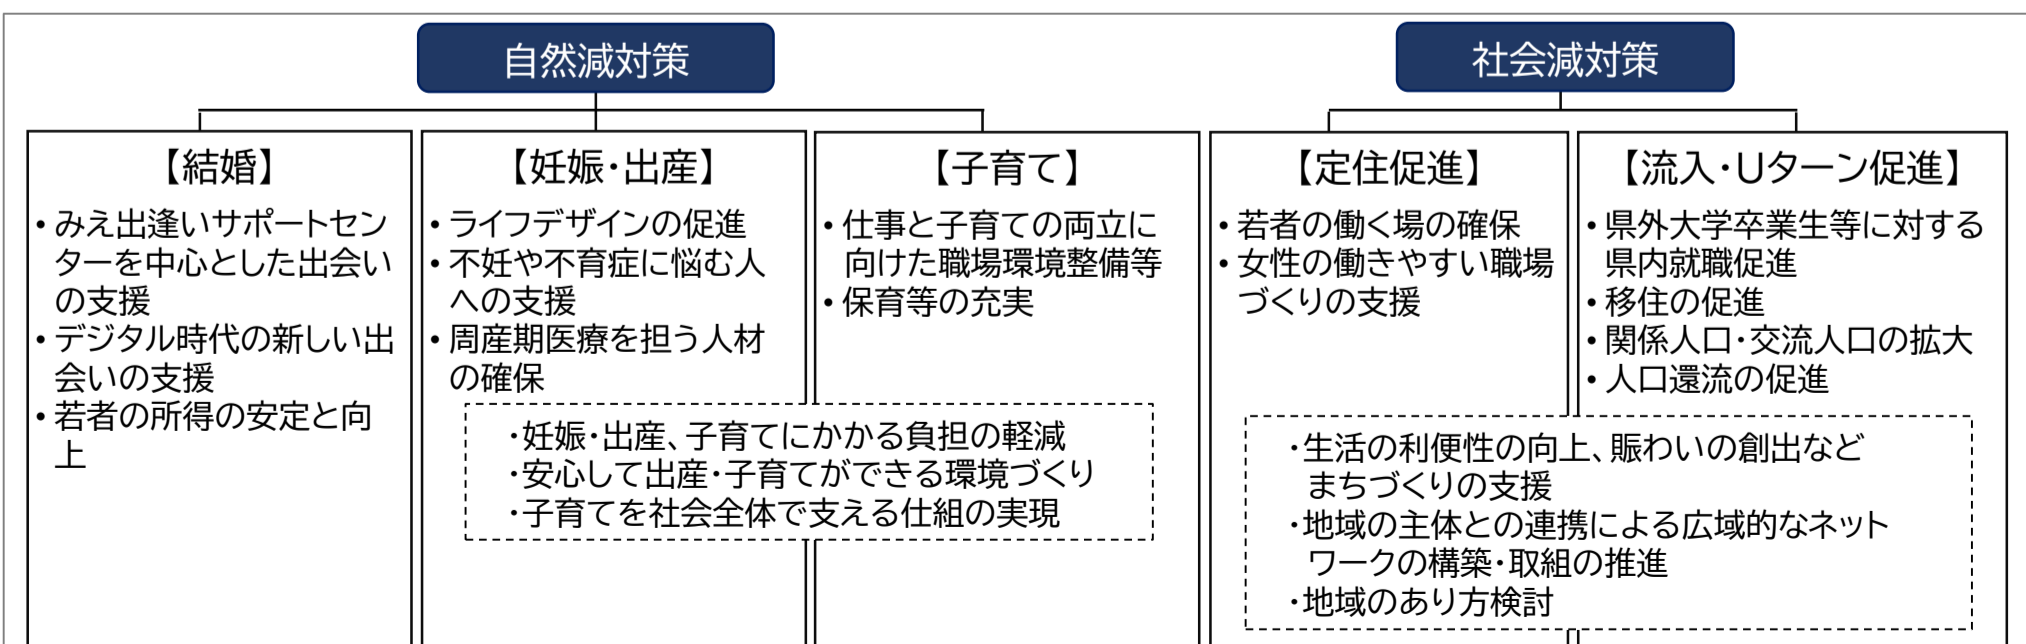 自然減対策
【結婚】
•みえ出逢いサポートセン
ターを中心とした出会い
の支援
•デジタル時代の新しい出
会いの支援
•若者の所得の安定と向
上
【妊娠・出産】
•ライフデザインの促進
•不妊や不育症に悩む人
への支援
•周産期医療を担う人材
の確保
【子育て】
•仕事と子育ての両立に
向けた職場環境整備等
•保育等の充実
・妊娠・出産、子育てにかかる負担の軽減
・安心して出産・子育てができる環境づくり
・子育てを社会全体で支える仕組の実現
社会減対策
【定住促進】
•若者の働く場の確保
•女性の働きやすい職場
づくりの支援
【流入・Uターン促進】
•県外大学卒業生等に対する
県内就職促進
•移住の促進
•関係人口・交流人口の拡大
•人口還流の促進
・生活の利便性の向上、賑わいの創出など
まちづくりの支援
・地域の主体との連携による広域的なネット
ワークの構築・取組の推進
・地域のあり方検討